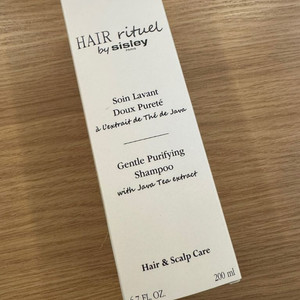 HAIR rituel
by sisley
PARIS
Soin Lavant
Doux Pureté
à l'extrait de Thé de Java
Gentle Purifying
Shampoo
with Java Tea extract
Hair & Scalp Care
6.7 FL. OZ.
200 ml